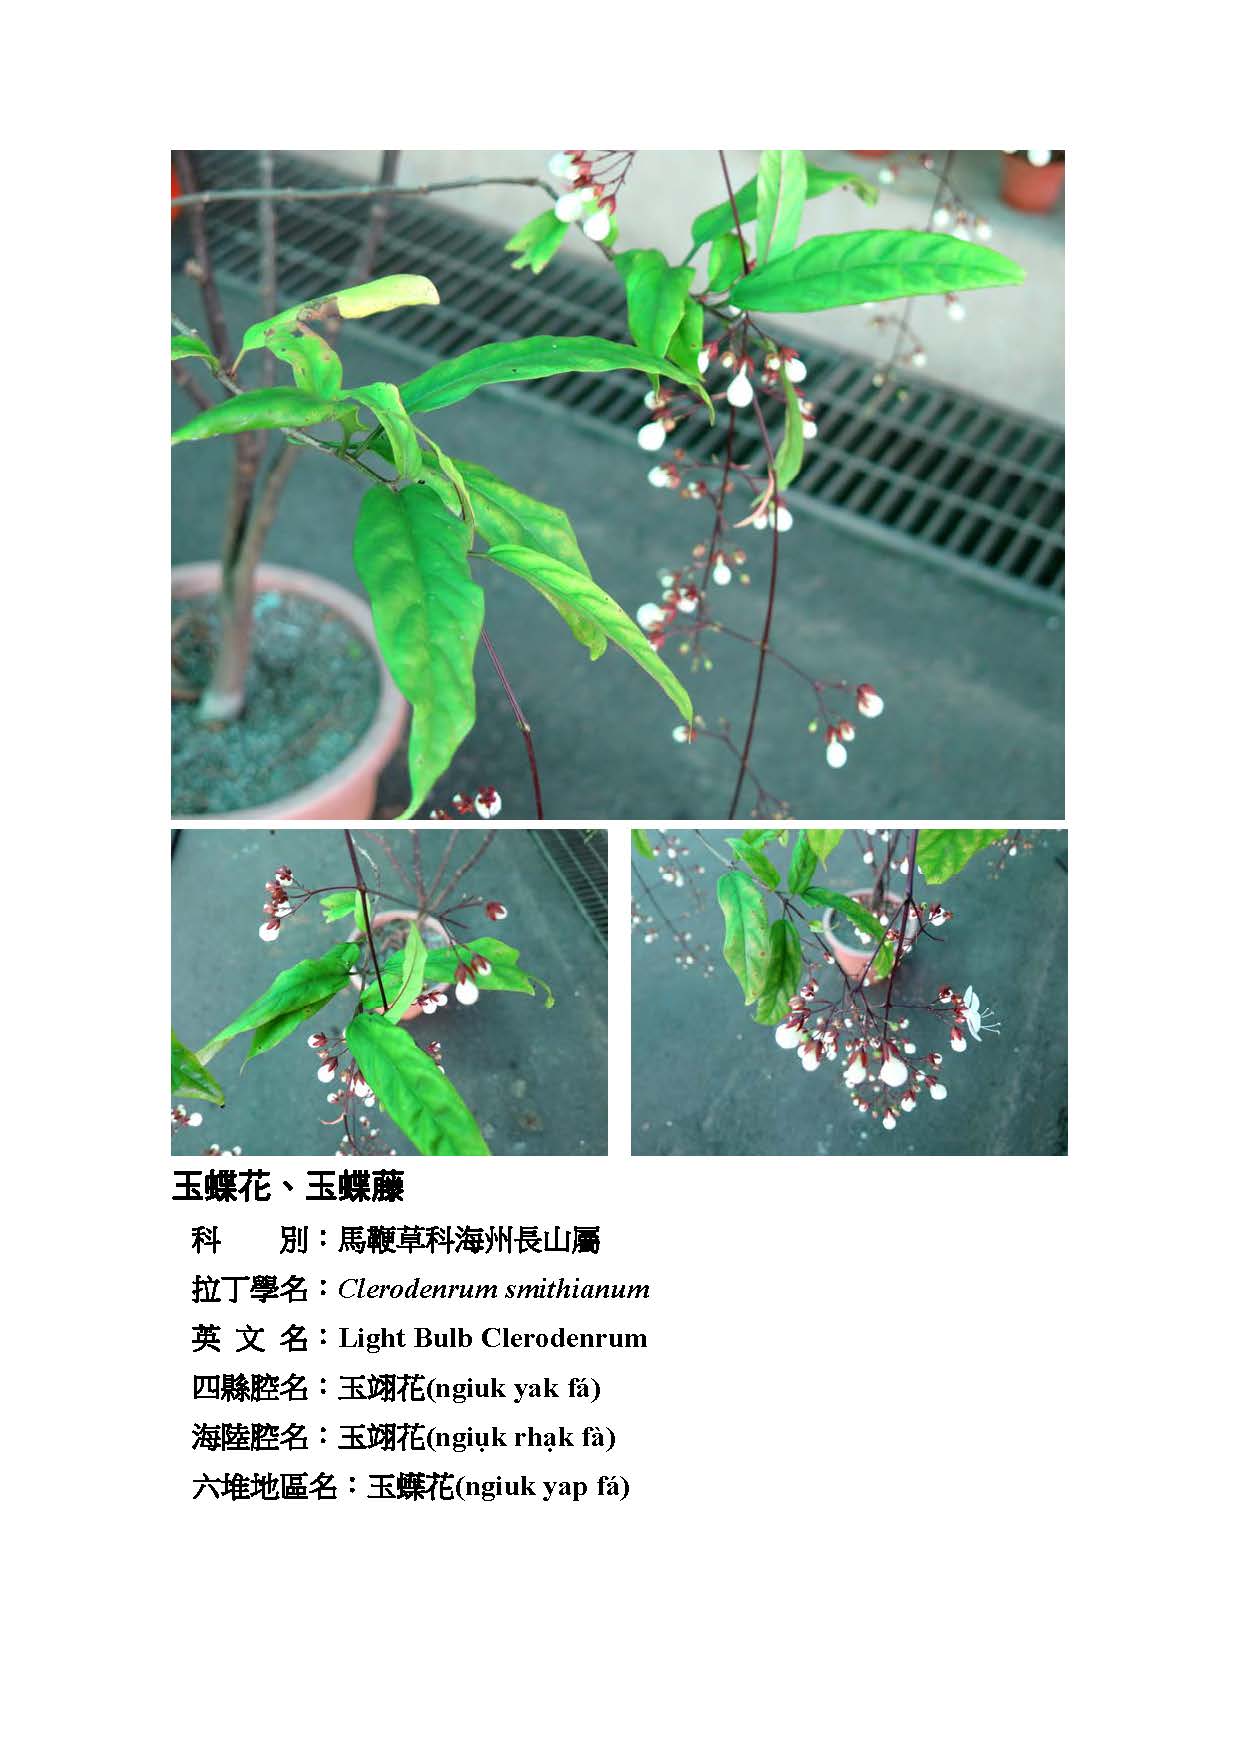 玉蝶花、玉蝶藤
科　　別：馬鞭草科海州長山屬
拉丁學名：Clerodenrum smithianum
英 文 名：Light Bulb Clerodenrum
四縣腔名：玉翊花(ngiuk yak fá)
海陸腔名：玉翊花(ngiu̍k rha̍k fà)
六堆地區名：玉蝶花(ngiuk yap fá)